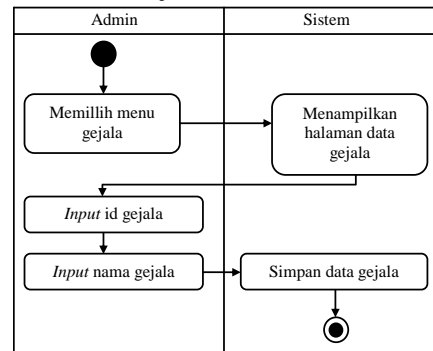 Admin
Sistem
Memillih menu
gejala
Menampilkan
halaman data
gejala
Input id gejala
Input nama gejala
Simpan data gejala